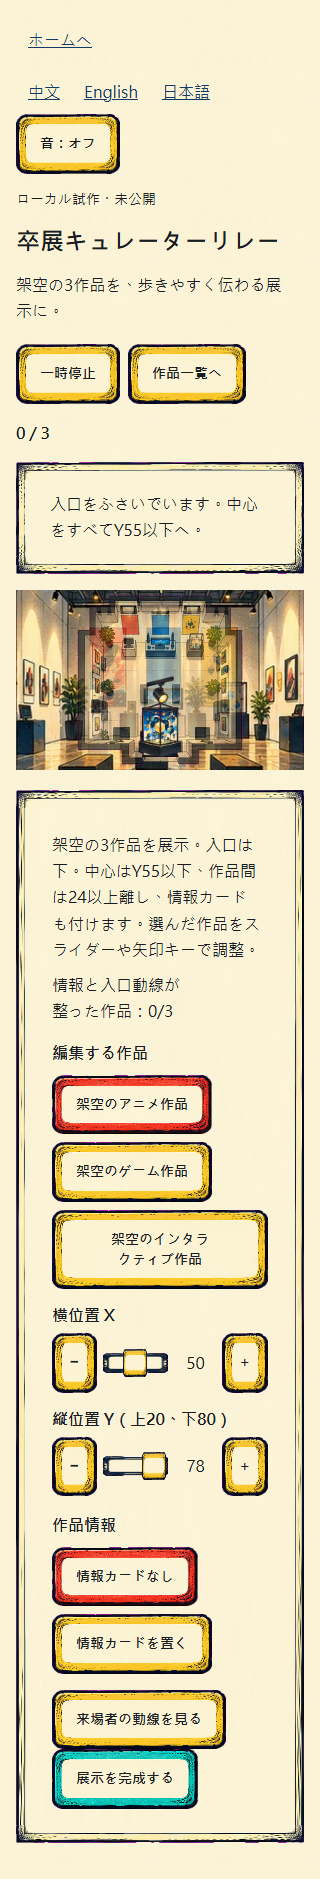 ホームへ
中文 English 日本語
音：オフ
ローカル試作・未公開
卒展キュレーターリレー
架空の3作品を、歩きやすく伝わる展
示に。
一時停止 作品一覧へ
0 / 3
入口をふさいでいます。中心
をすべてY55以下へ。
架空の3作品を展示。入口は
下。中心はY55以下、作品間
は24以上離し、情報カード
も付けます。選んだ作品をス
ライダーや矢印キーで調整。
情報と入口動線が
整った作品：0/3
編集する作品
架空のアニメ作品
架空のゲーム作品
架空のインタラ
クティブ作品
横位置 X
− 50 +
縦位置 Y（上20、下80）
− 78 +
作品情報
情報カードなし
情報カードを置く
来場者の動線を見る
展示を完成する